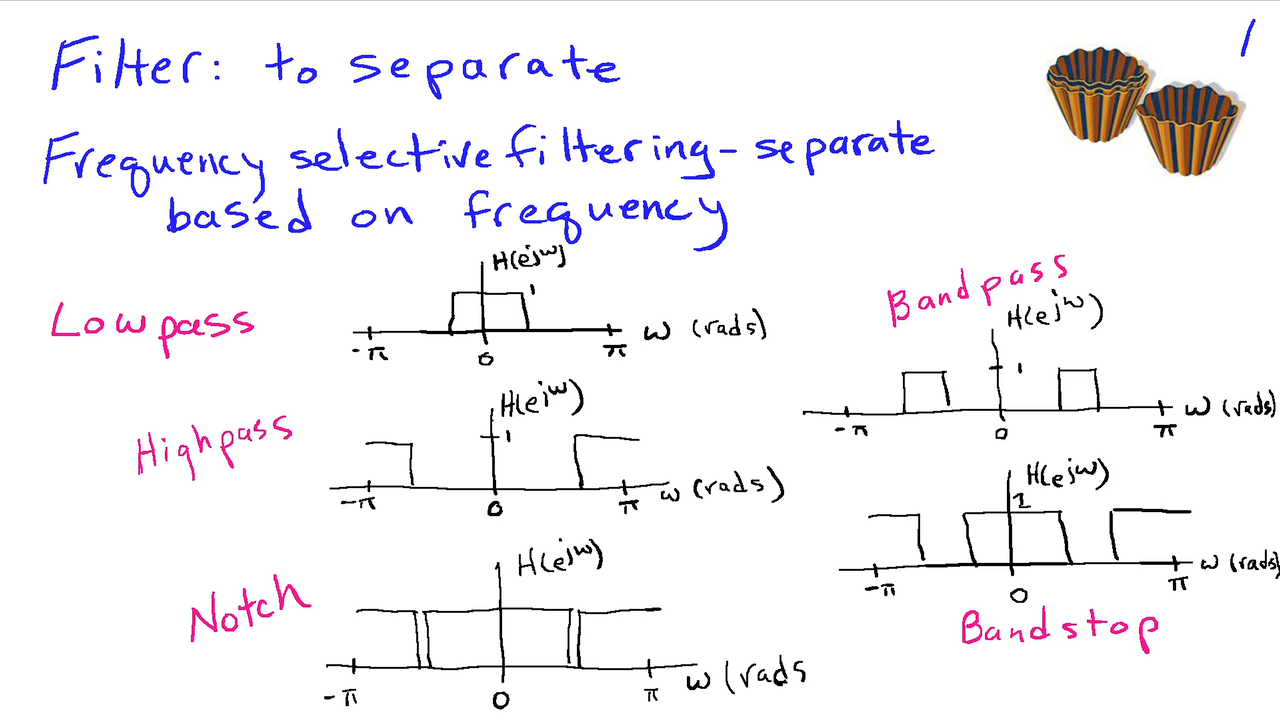 1
Filter: to separate
Frequency selective filtering - separate
based on frequency
Lowpass
H(e^jω)
1
-π 0 π ω (rads)
Bandpass
H(e^jω)
1
-π 0 π ω (rads)
Highpass
H(e^jω)
1
-π 0 π ω (rads)
H(e^jω)
1
-π 0 π ω (rads)
Bandstop
Notch
H(e^jω)
-π 0 π ω (rads